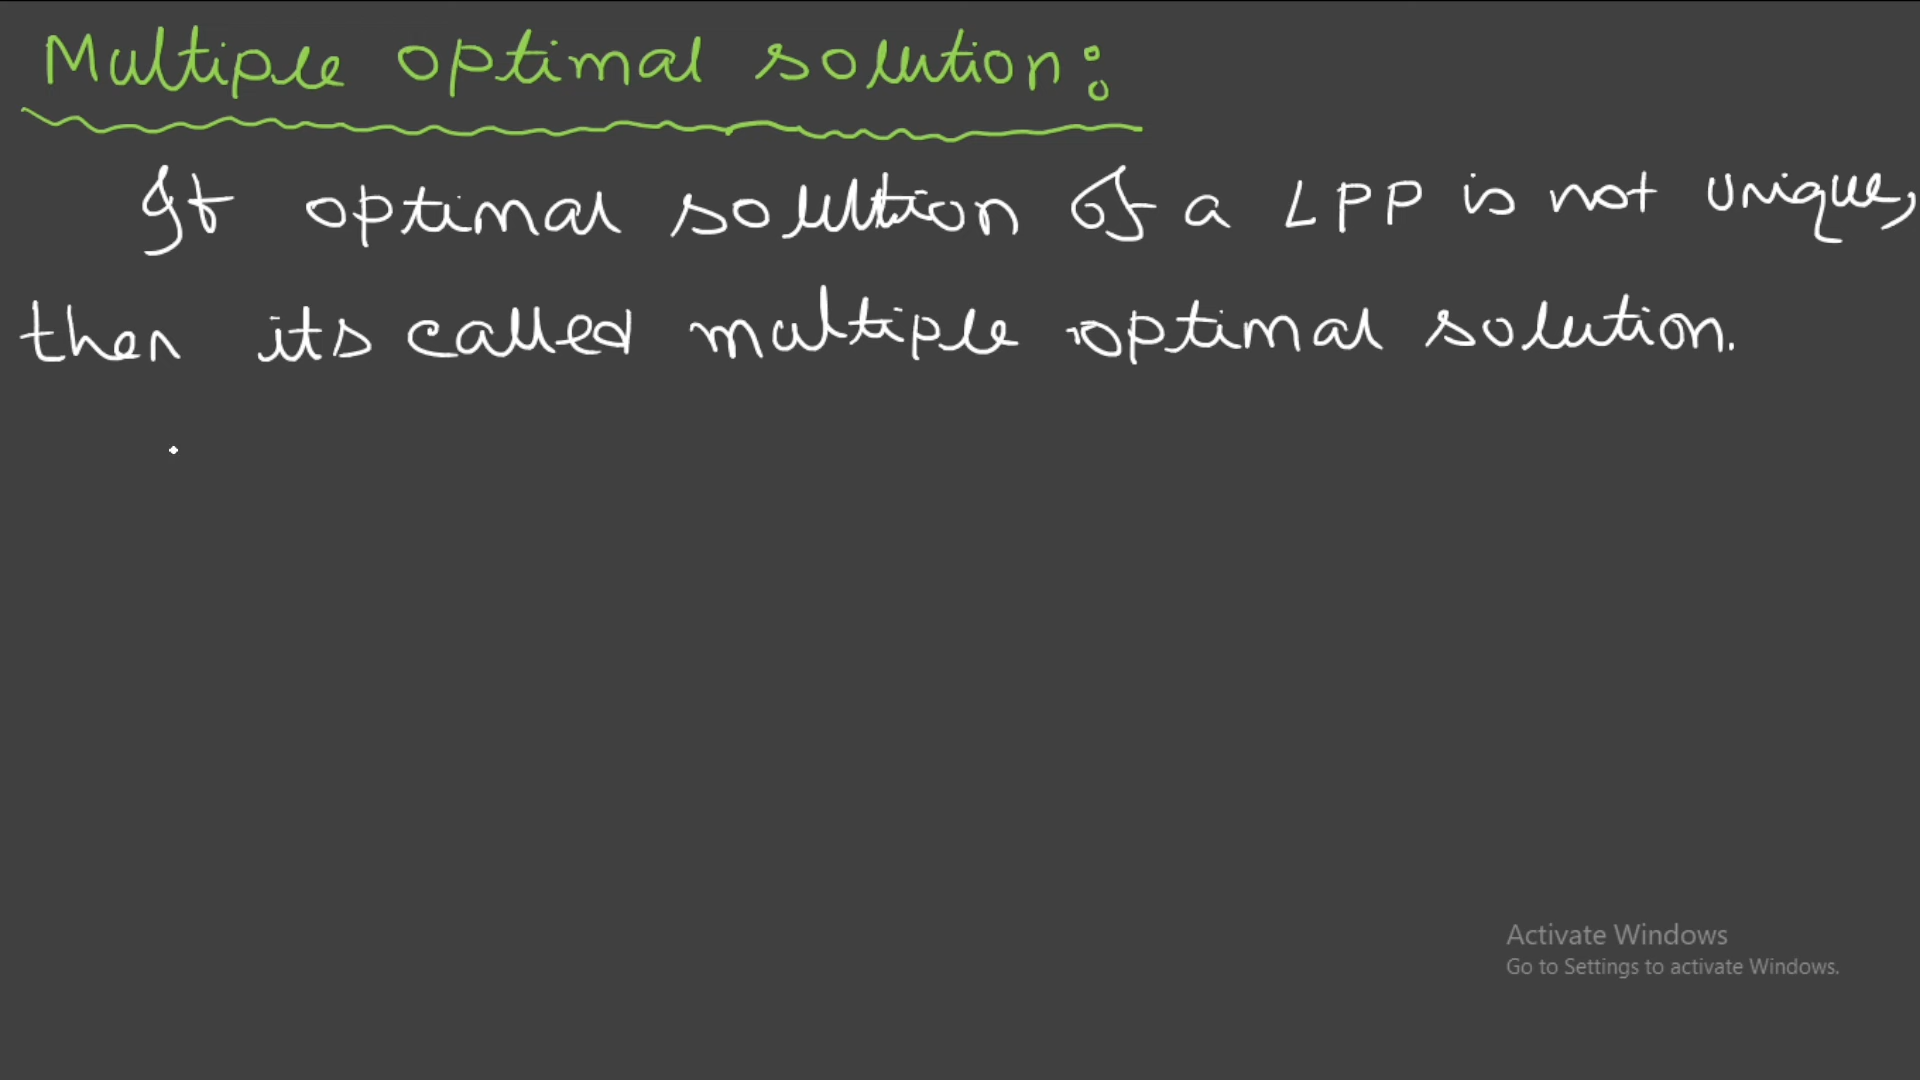 Multiple optimal solution:
If optimal solution of a LPP is not unique,
then its called multiple optimal solution.
Activate Windows
Go to Settings to activate Windows.